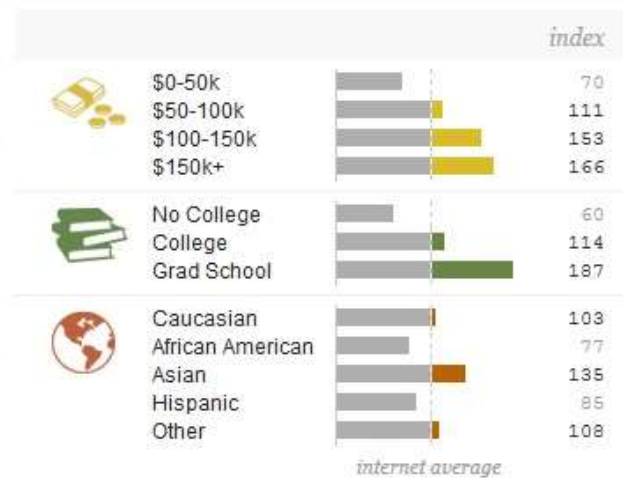 index
$0-50k 70
$50-100k 111
$100-150k 153
$150k+ 166
No College 60
College 114
Grad School 187
Caucasian 103
African American 77
Asian 135
Hispanic 85
Other 108
internet average